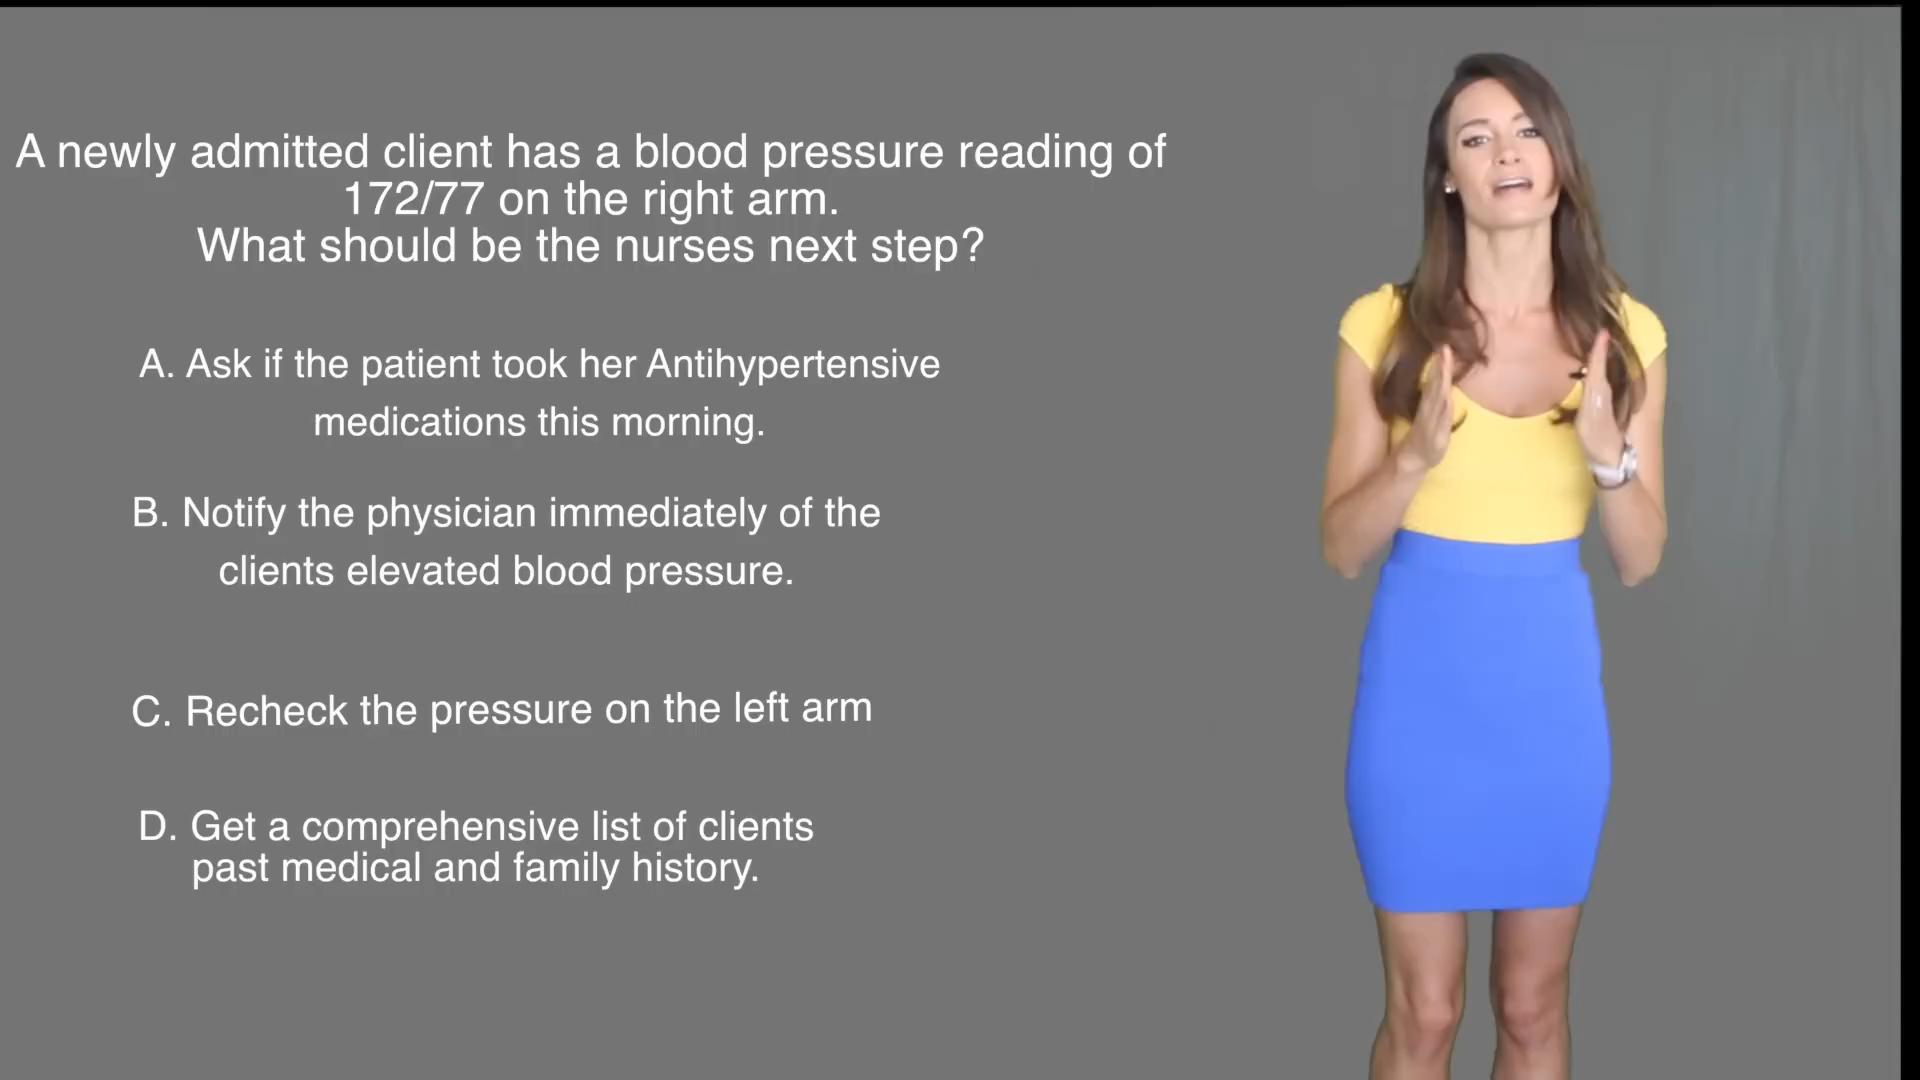 A newly admitted client has a blood pressure reading of
172/77 on the right arm.
What should be the nurses next step?
A. Ask if the patient took her Antihypertensive
medications this morning.
B. Notify the physician immediately of the
clients elevated blood pressure.
C. Recheck the pressure on the left arm
D. Get a comprehensive list of clients
past medical and family history.